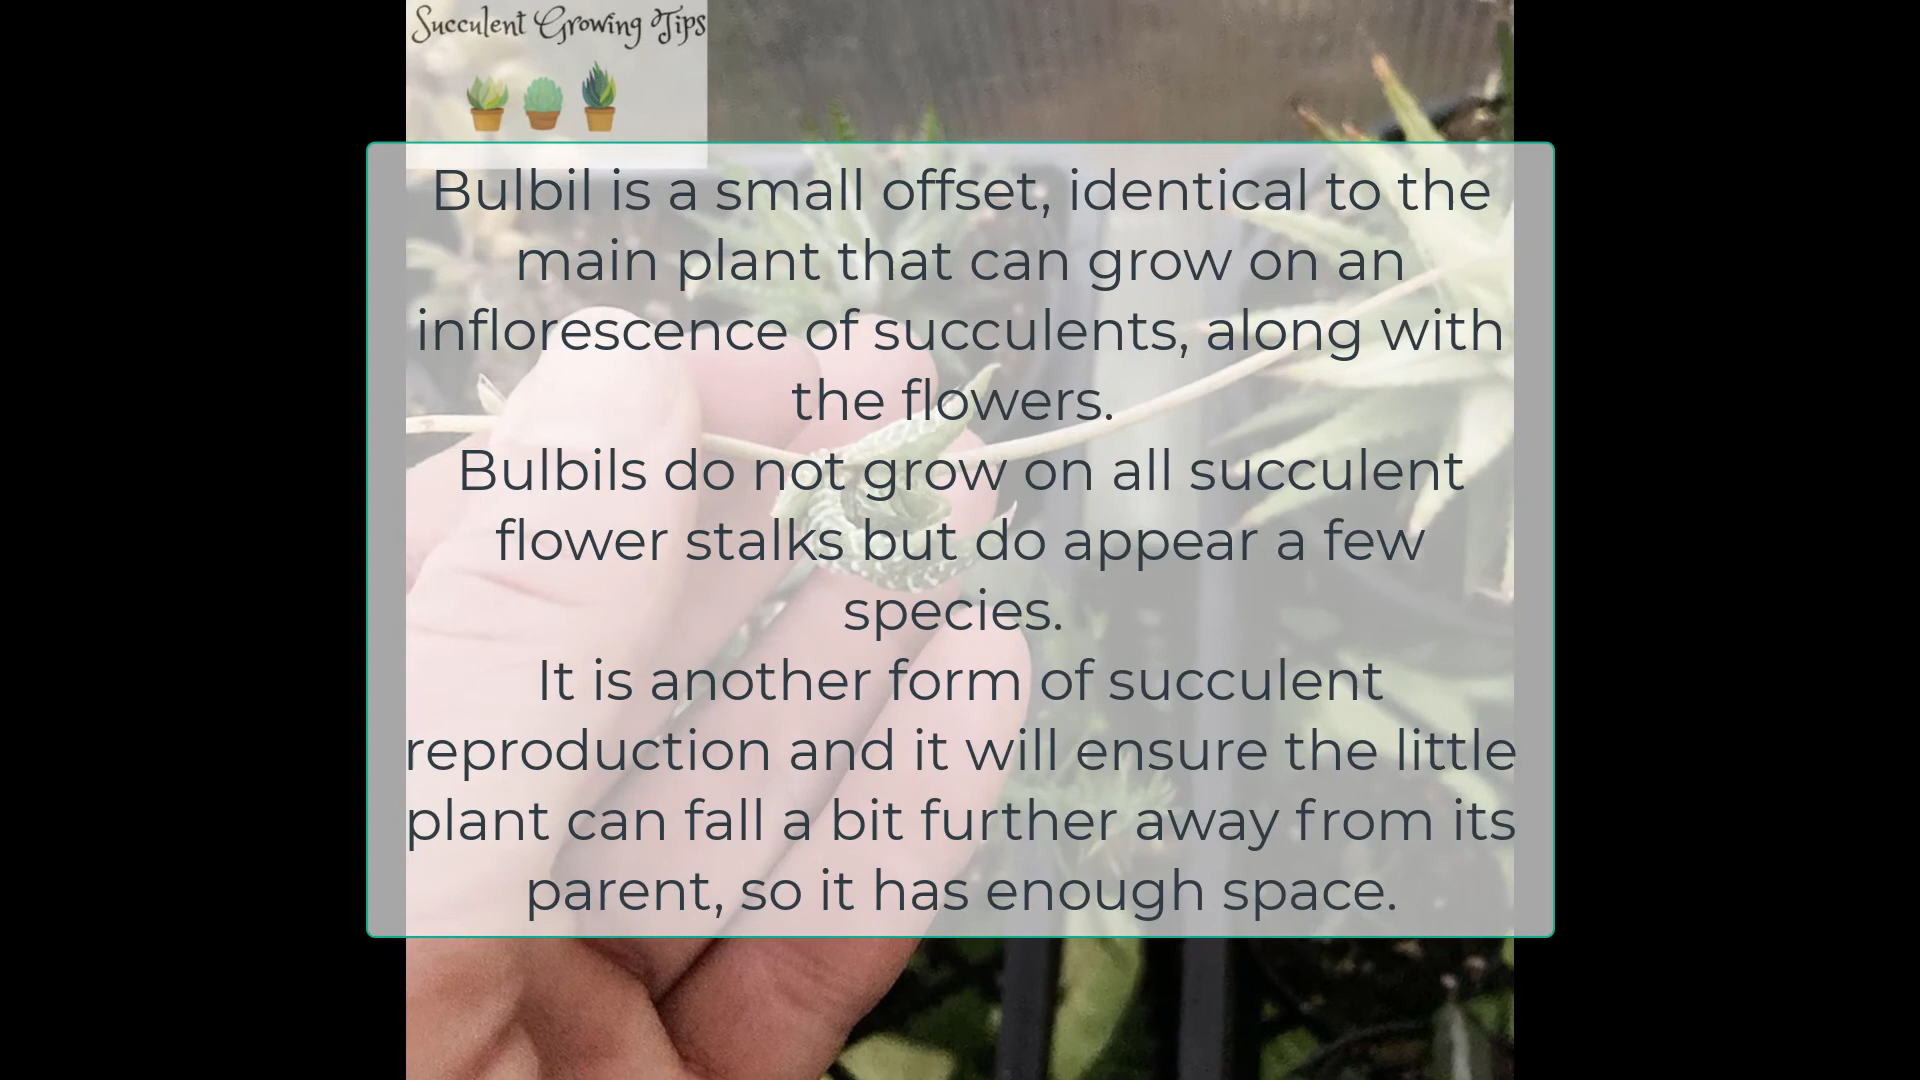 Succulent Growing Tips
Bulbil is a small offset, identical to the
main plant that can grow on an
inflorescence of succulents, along with
the flowers.
Bulbils do not grow on all succulent
flower stalks but do appear a few
species.
It is another form of succulent
reproduction and it will ensure the little
plant can fall a bit further away from its
parent, so it has enough space.